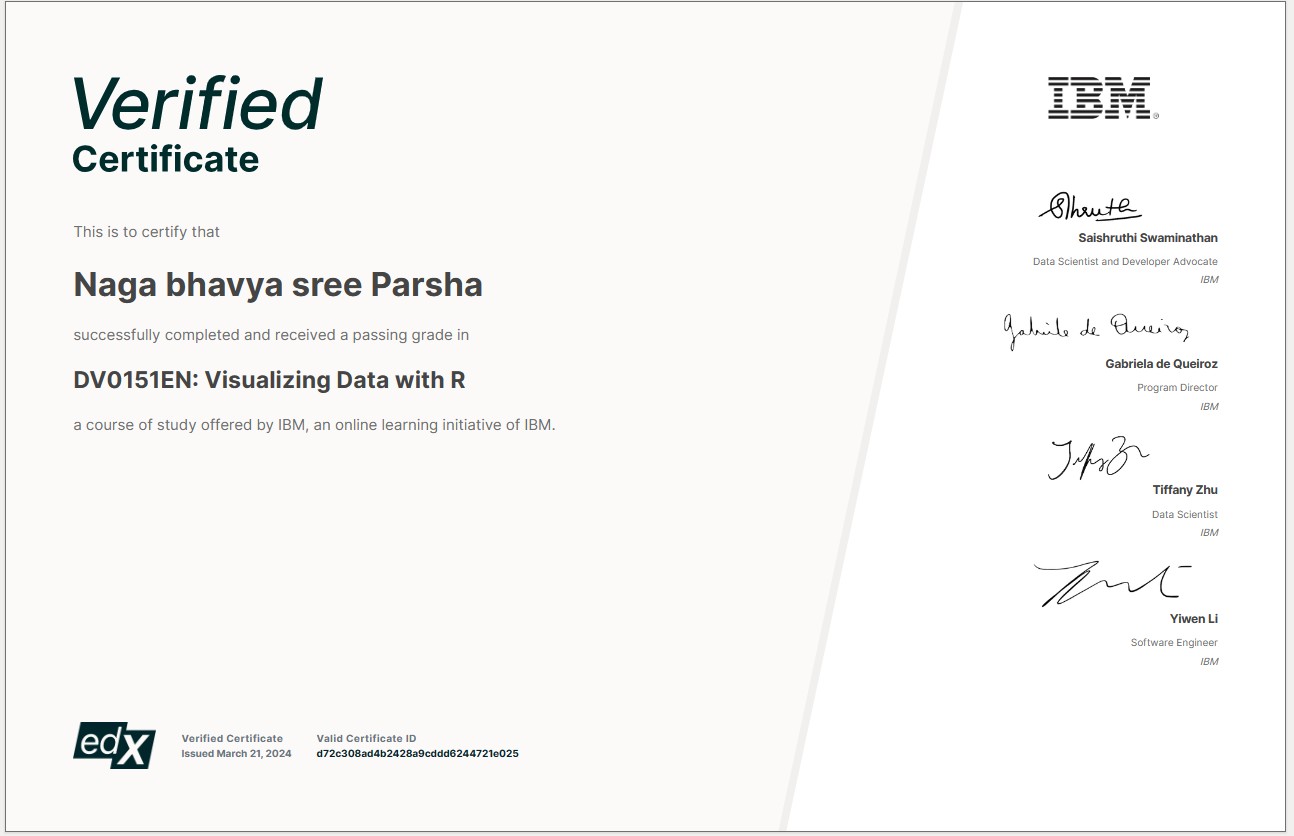 Verified
Certificate
This is to certify that
Naga bhavya sree Parsha
successfully completed and received a passing grade in
DV0151EN: Visualizing Data with R
a course of study offered by IBM, an online learning initiative of IBM.
edX
Verified Certificate
Issued March 21, 2024
Valid Certificate ID
d72c308ad4b2428a9cddd6244721e025
IBM®
Saishruthi Swaminathan
Data Scientist and Developer Advocate
IBM
Gabriela de Queiroz
Gabriela de Queiroz
Program Director
IBM
Tiffany Zhu
Data Scientist
IBM
Yiwen Li
Software Engineer
IBM